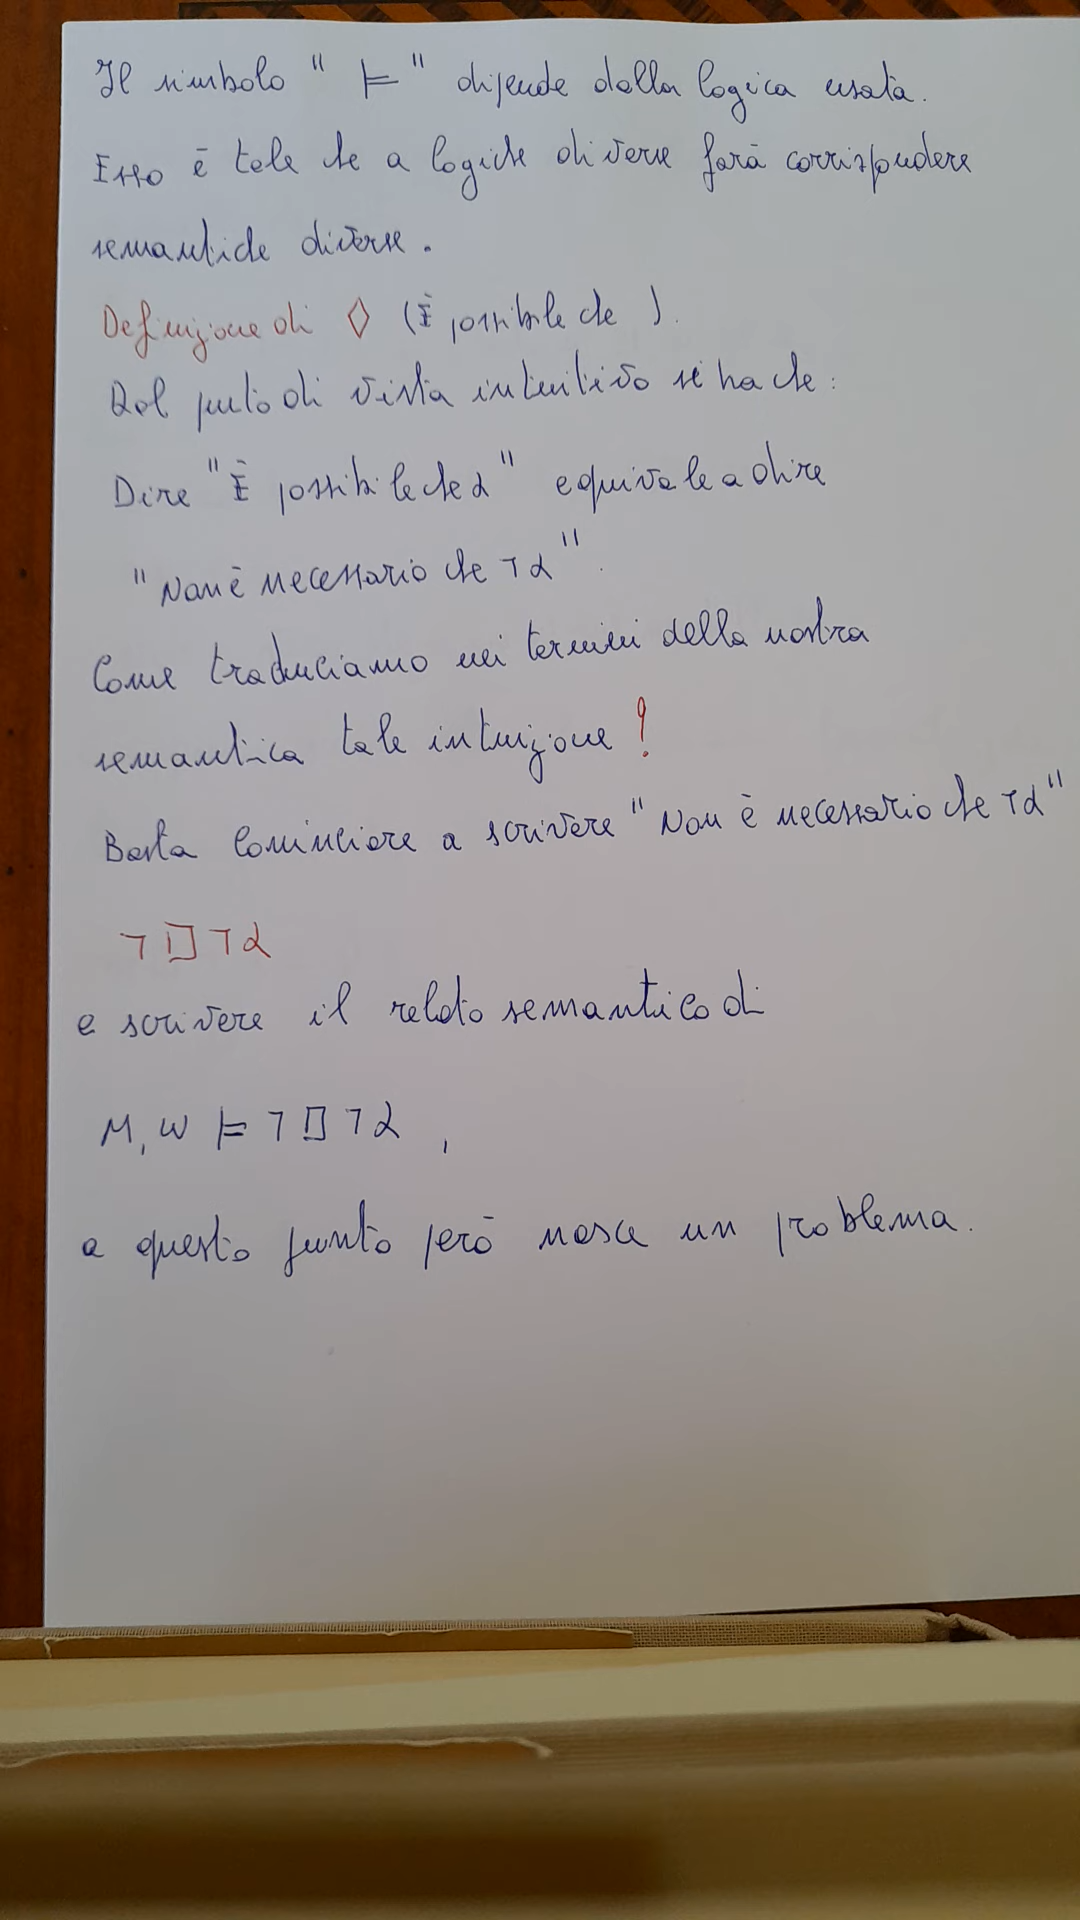 Il simbolo " ⊨ " dipende dalla logica usata.
Esso è tale che a logiche diverse farà corrispondere
semantiche diverse.
Definizione di ◊ (È possibile che ).
Dal punto di vista intuitivo si ha che:
Dire "È possibile che α" equivale a dire
"Non è necessario che ¬α".
Come traduciamo nei termini della nostra
semantica tale intuizione?
Basta cominciare a scrivere "Non è necessario che ¬α"
¬□¬α
e scrivere il relato semantico di
M, w ⊨ ¬□¬α ,
a questo punto però nasce un problema.